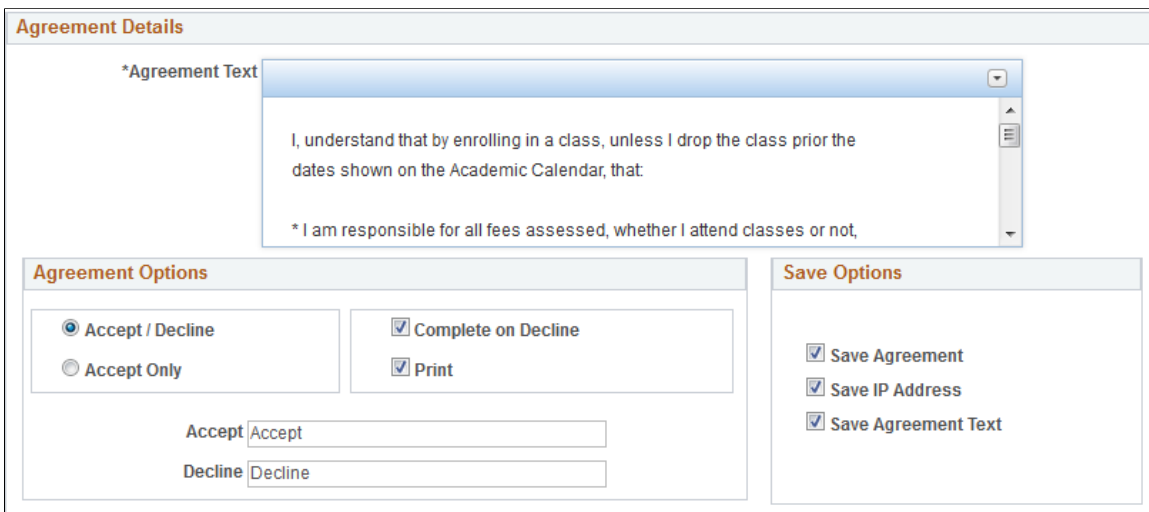 Agreement Details
*Agreement Text
I, understand that by enrolling in a class, unless I drop the class prior the
dates shown on the Academic Calendar, that:
* I am responsible for all fees assessed, whether I attend classes or not,
Agreement Options
Accept / Decline
Accept Only
Complete on Decline
Print
Accept Accept
Decline Decline
Save Options
Save Agreement
Save IP Address
Save Agreement Text